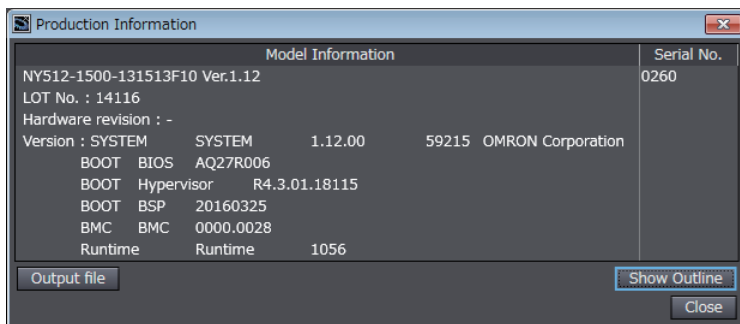 Production Information
Model Information Serial No.
NY512-1500-131513F10 Ver.1.12 0260
LOT No. : 14116
Hardware revision : -
Version : SYSTEM SYSTEM 1.12.00 59215 OMRON Corporation
BOOT BIOS AQ27R006
BOOT Hypervisor R4.3.01.18115
BOOT BSP 20160325
BMC BMC 0000.0028
Runtime Runtime 1056
Output file Show Outline
Close